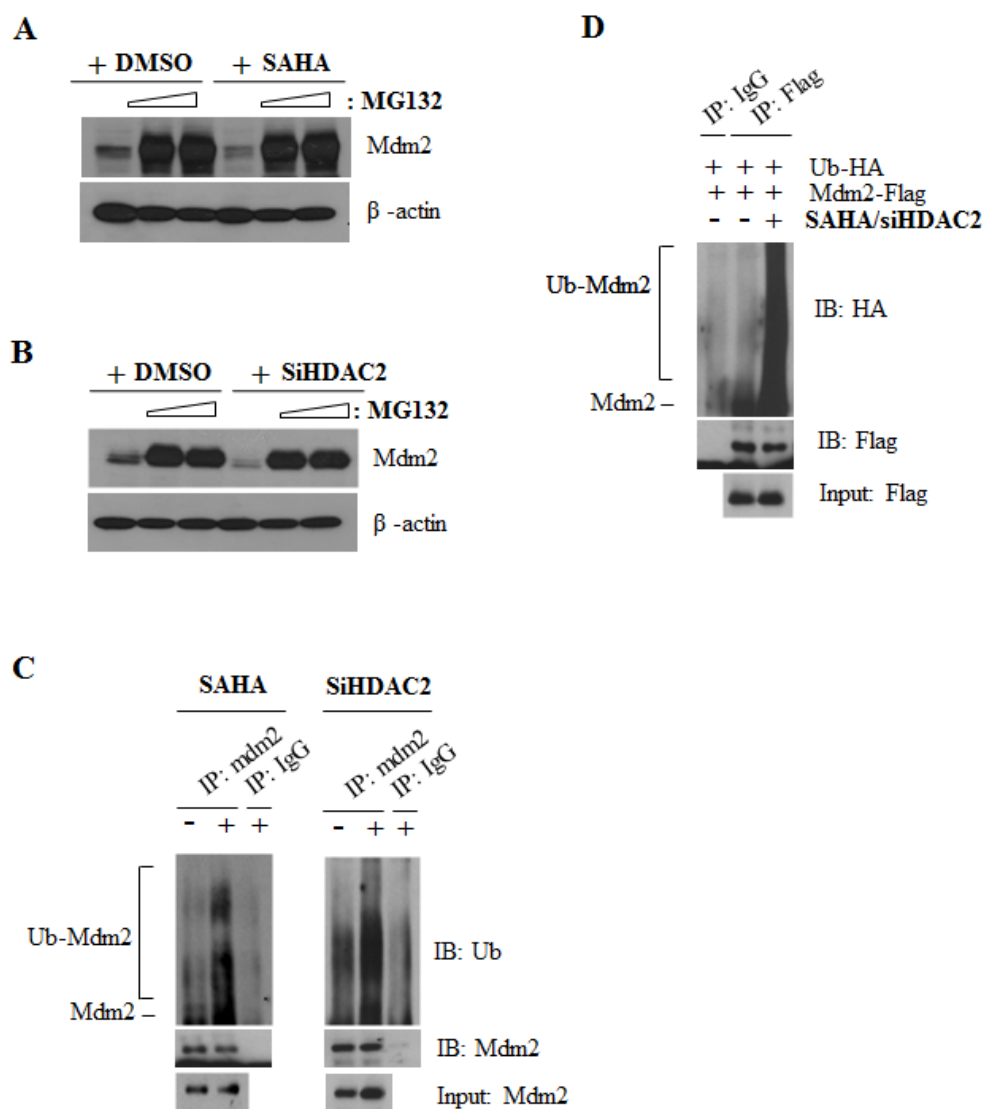 A
+ DMSO + SAHA
: MG132
Mdm2
β -actin
B
+ DMSO + SiHDAC2
: MG132
Mdm2
β -actin
C
SAHA SiHDAC2
IP: mdm2 IP: IgG IP: mdm2 IP: IgG
- + + - + +
Ub-Mdm2
IB: Ub
Mdm2 –
IB: Mdm2
Input: Mdm2
D
IP: IgG IP: Flag
+ + + Ub-HA
+ + + Mdm2-Flag
- - + SAHA/siHDAC2
Ub-Mdm2
IB: HA
Mdm2 –
IB: Flag
Input: Flag